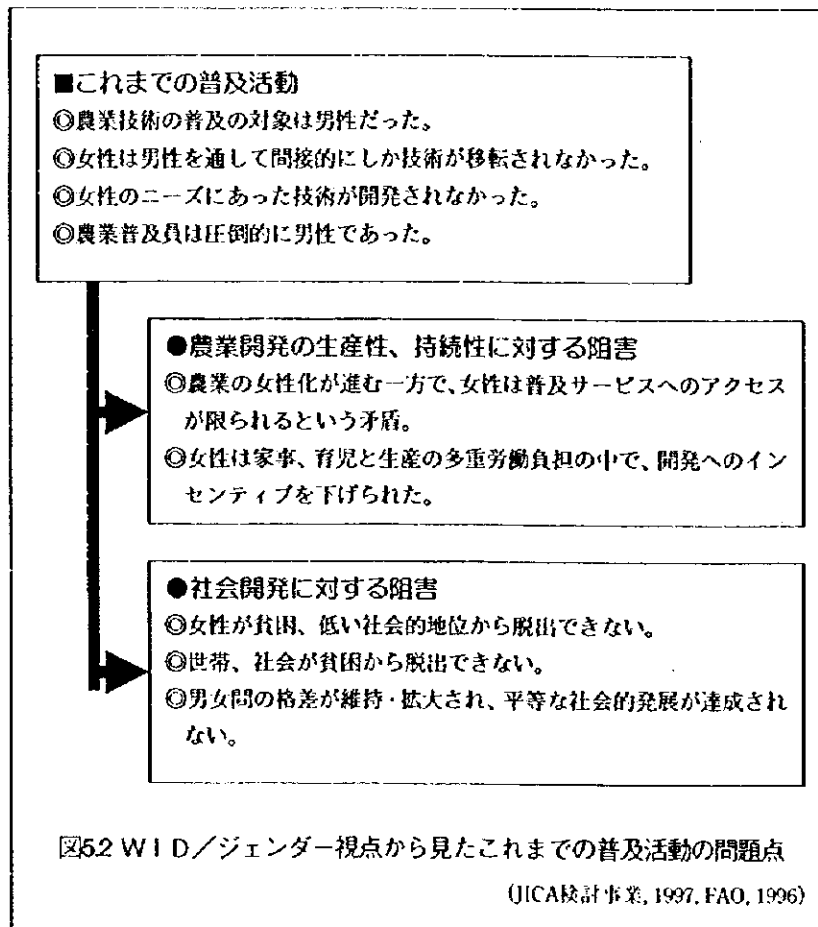 ■これまでの普及活動
◎農業技術の普及の対象は男性だった。
◎女性は男性を通して間接的にしか技術が移転されなかった。
◎女性のニーズにあった技術が開発されなかった。
◎農業普及員は圧倒的に男性であった。
●農業開発の生産性、持続性に対する阻害
◎農業の女性化が進む一方で、女性は普及サービスへのアクセス
が限られるという矛盾。
◎女性は家事、育児と生産の多重労働負担の中で、開発へのイン
センティブを下げられた。
●社会開発に対する阻害
◎女性が貧困、低い社会的地位から脱出できない。
◎世帯、社会が貧困から脱出できない。
◎男女間の格差が維持・拡大され、平等な社会的発展が達成され
ない。
図5.2 WID／ジェンダー視点から見たこれまでの普及活動の問題点
(JICA検討事業, 1997, FAO, 1996)